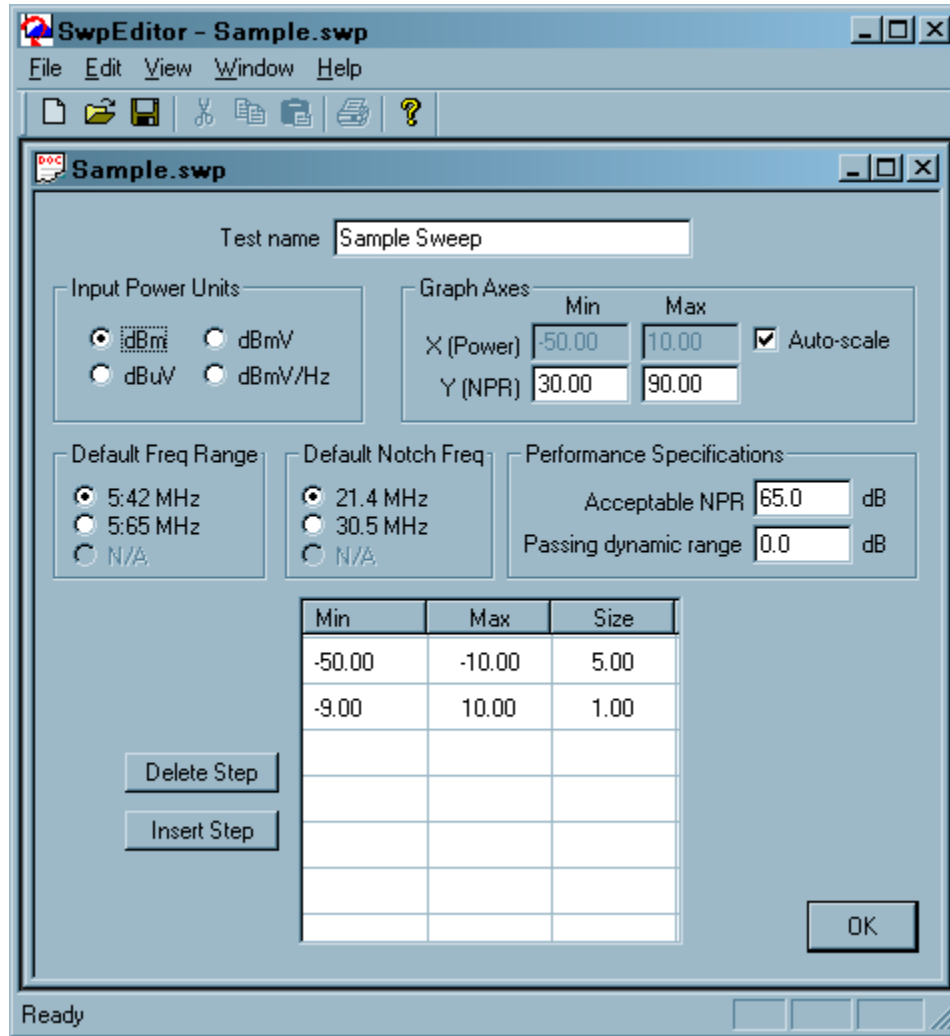 SwpEditor - Sample.swp
File Edit View Window Help
DOC
Sample.swp
Test name Sample Sweep
Input Power Units
dBm dBmV
dBuV dBmV/Hz
Graph Axes
Min Max
X (Power) -50.00 10.00 Auto-scale
Y (NPR) 30.00 90.00
Default Freq Range
5:42 MHz
5:65 MHz
N/A
Default Notch Freq
21.4 MHz
30.5 MHz
N/A
Performance Specifications
Acceptable NPR 65.0 dB
Passing dynamic range 0.0 dB
Min Max Size
-50.00 -10.00 5.00
-9.00 10.00 1.00
Delete Step
Insert Step
OK
Ready